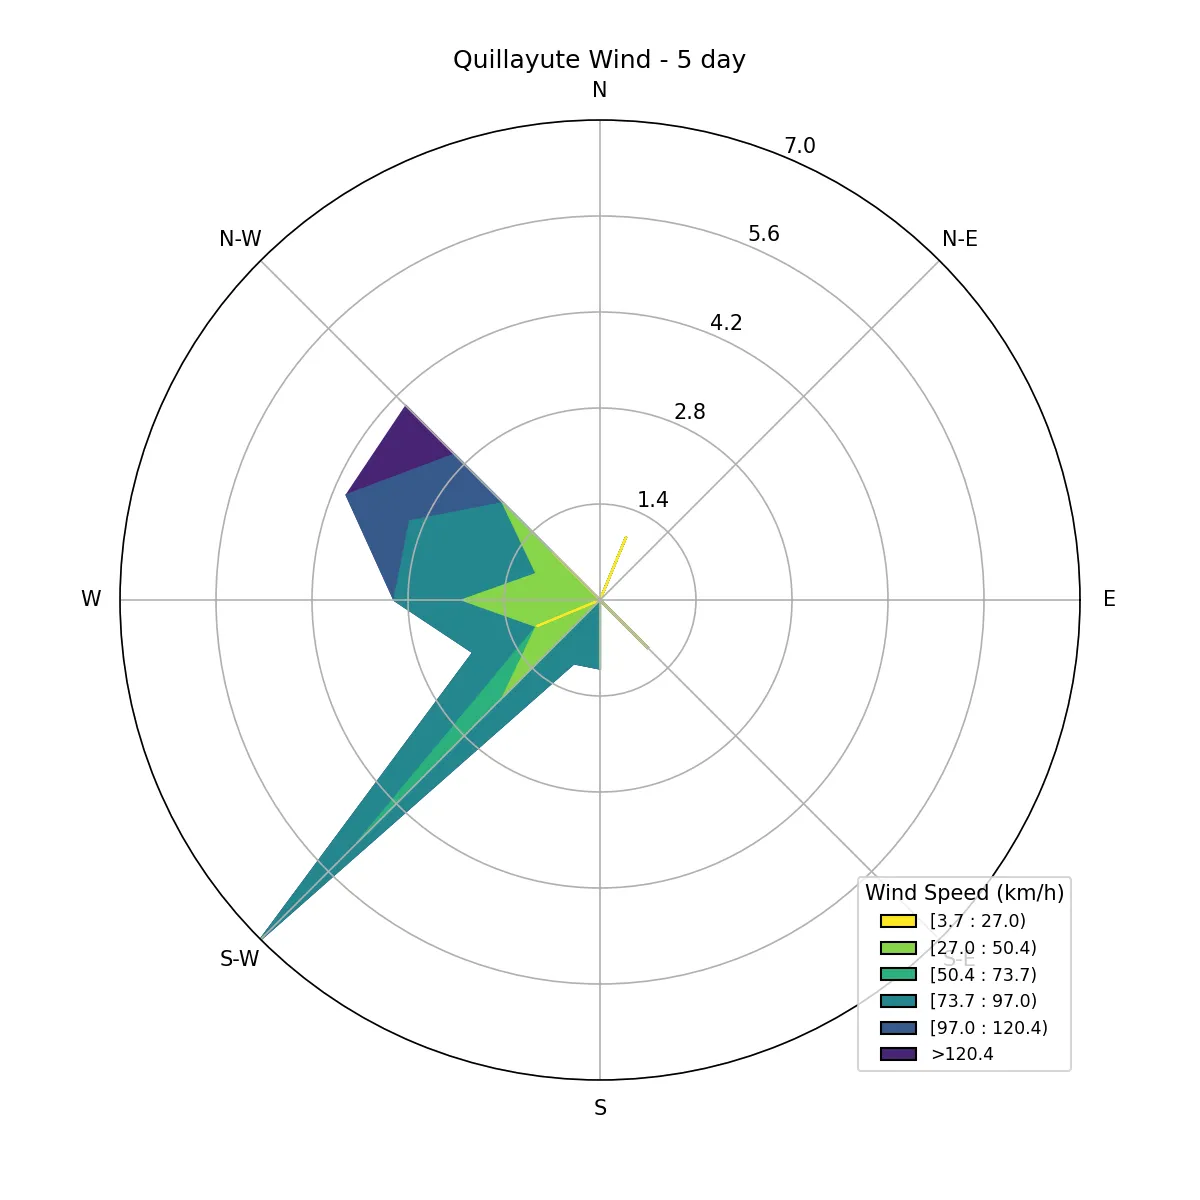 Quillayute Wind - 5 day
N
7.0
N-W
5.6
N-E
4.2
2.8
1.4
W
E
S-W
S-E
Wind Speed (km/h)
[3.7 : 27.0)
[27.0 : 50.4)
[50.4 : 73.7)
[73.7 : 97.0)
[97.0 : 120.4)
>120.4
S